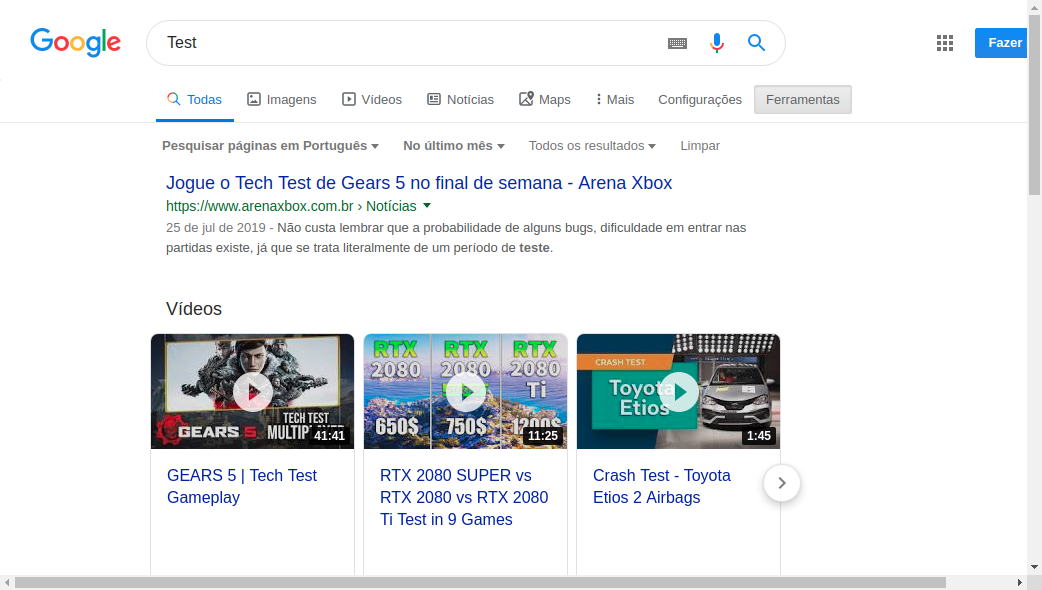 Google
Test
Fazer
Todas Imagens Vídeos Notícias Maps Mais Configurações Ferramentas
Pesquisar páginas em Português No último mês Todos os resultados Limpar
Jogue o Tech Test de Gears 5 no final de semana - Arena Xbox
https://www.arenaxbox.com.br › Notícias
25 de jul de 2019 - Não custa lembrar que a probabilidade de alguns bugs, dificuldade em entrar nas
partidas existe, já que se trata literalmente de um período de teste.
Vídeos
TECH TEST
GEARS 5
41:41
RTX RTX RTX
2080 2080 2080
Ti
650$ 750$ 1200$
11:25
CRASH TEST
Toyota
Etios
1:45
GEARS 5 | Tech Test
Gameplay
RTX 2080 SUPER vs
RTX 2080 vs RTX 2080
Ti Test in 9 Games
Crash Test - Toyota
Etios 2 Airbags